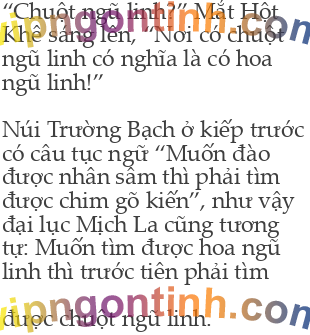 “Chuột ngũ linh?” Mắt Hột
Khê sáng lên, “Nơi có chuột
ngũ linh có nghĩa là có hoa
ngũ linh!”
Núi Trường Bạch ở kiếp trước
có câu tục ngữ “Muốn đào
được nhân sâm thì phải tìm
được chim gõ kiến”, như vậy
đại lục Mịch La cũng tương
tự: Muốn tìm được hoa ngũ
linh thì trước tiên phải tìm
được chuột ngũ linh.
vipngontinh.com
vipngontinh.com